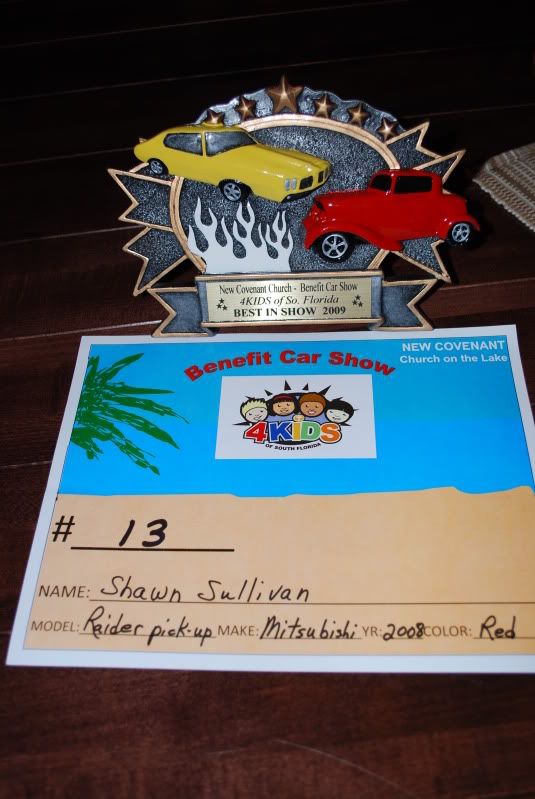 New Covenant Church - Benefit Car Show
4KIDS of So. Florida
BEST IN SHOW 2009
NEW COVENANT
Church on the Lake
Benefit Car Show
4KIDS
OF SOUTH FLORIDA
# 13
NAME: Shawn Sullivan
MODEL: Raider pick-up MAKE: Mitsubishi YR: 2008 COLOR: Red